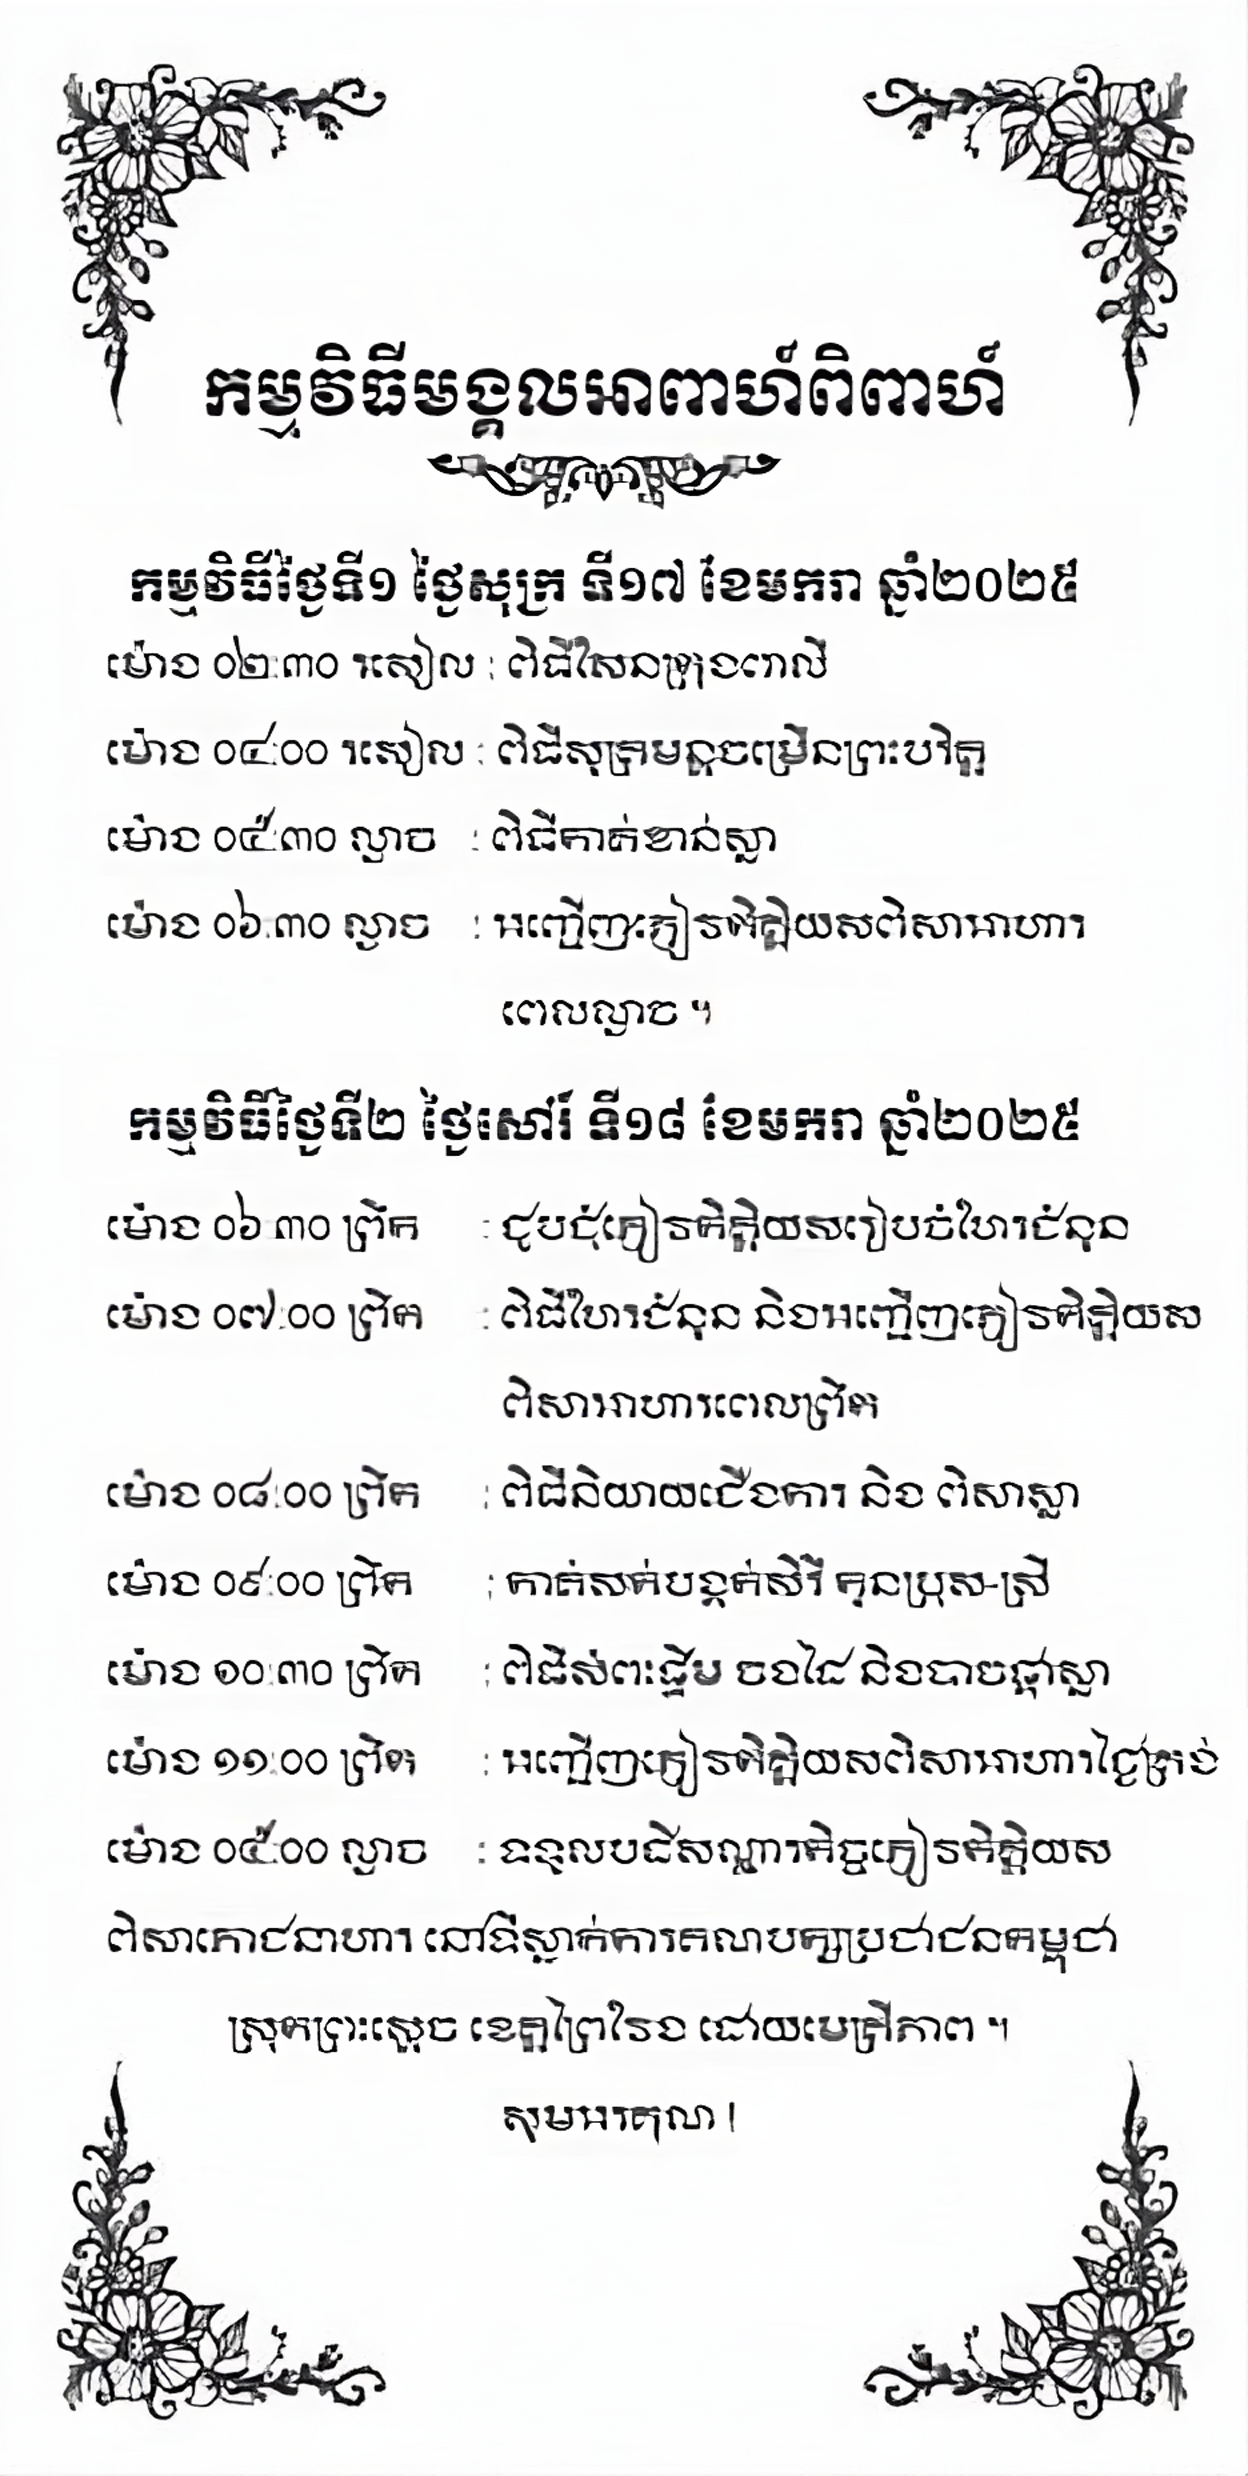 កម្មវិធីមង្គលអាពាហ៍ពិពាហ៍
កម្មវិធីថ្ងៃទី១ ថ្ងៃសុក្រ ទី១៧ ខែមករា ឆ្នាំ២០២៥
ម៉ោង ០២:៣០ រសៀល : ពិធីសែនក្រុងពាលី
ម៉ោង ០៤:០០ រសៀល : ពិធីសូត្រមន្តចម្រើនព្រះបរិត្ត
ម៉ោង ០៥:៣០ ល្ងាច : ពិធីកាត់ខាន់ស្លា
ម៉ោង ០៦:៣០ ល្ងាច : អញ្ជើញភ្ញៀវកិត្តិយសពិសាអាហារ
ពេលល្ងាច ។
កម្មវិធីថ្ងៃទី២ ថ្ងៃសៅរ៍ ទី១៨ ខែមករា ឆ្នាំ២០២៥
ម៉ោង ០៦:៣០ ព្រឹក : ជួបជុំភ្ញៀវកិត្តិយសរៀបចំហែរជំនូន
ម៉ោង ០៧:០០ ព្រឹក : ពិធីហែរជំនូន និងអញ្ជើញភ្ញៀវកិត្តិយស
ពិសាអាហារពេលព្រឹក
ម៉ោង ០៨:០០ ព្រឹក : ពិធីនិយាយជើងការ និង ពិសាស្លា
ម៉ោង ០៩:០០ ព្រឹក : កាត់សក់បង្កក់សិរី កូនប្រុស-ស្រី
ម៉ោង ១០:៣០ ព្រឹក : ពិធីសំពះផ្ទឹម ចងដៃ និងបាចផ្កាស្លា
ម៉ោង ១១:០០ ព្រឹក : អញ្ជើញភ្ញៀវកិត្តិយសពិសាអាហារថ្ងៃត្រង់
ម៉ោង ០៥:០០ ល្ងាច : ទទួលបដិសណ្ឋារកិច្ចភ្ញៀវកិត្តិយស
ពិសាភោជនាហារ នៅទីស្នាក់ការគណបក្សប្រជាជនកម្ពុជា
ស្រុកព្រះស្តេច ខេត្តព្រៃវែង ដោយមេត្រីភាព ។
សូមអរគុណ !